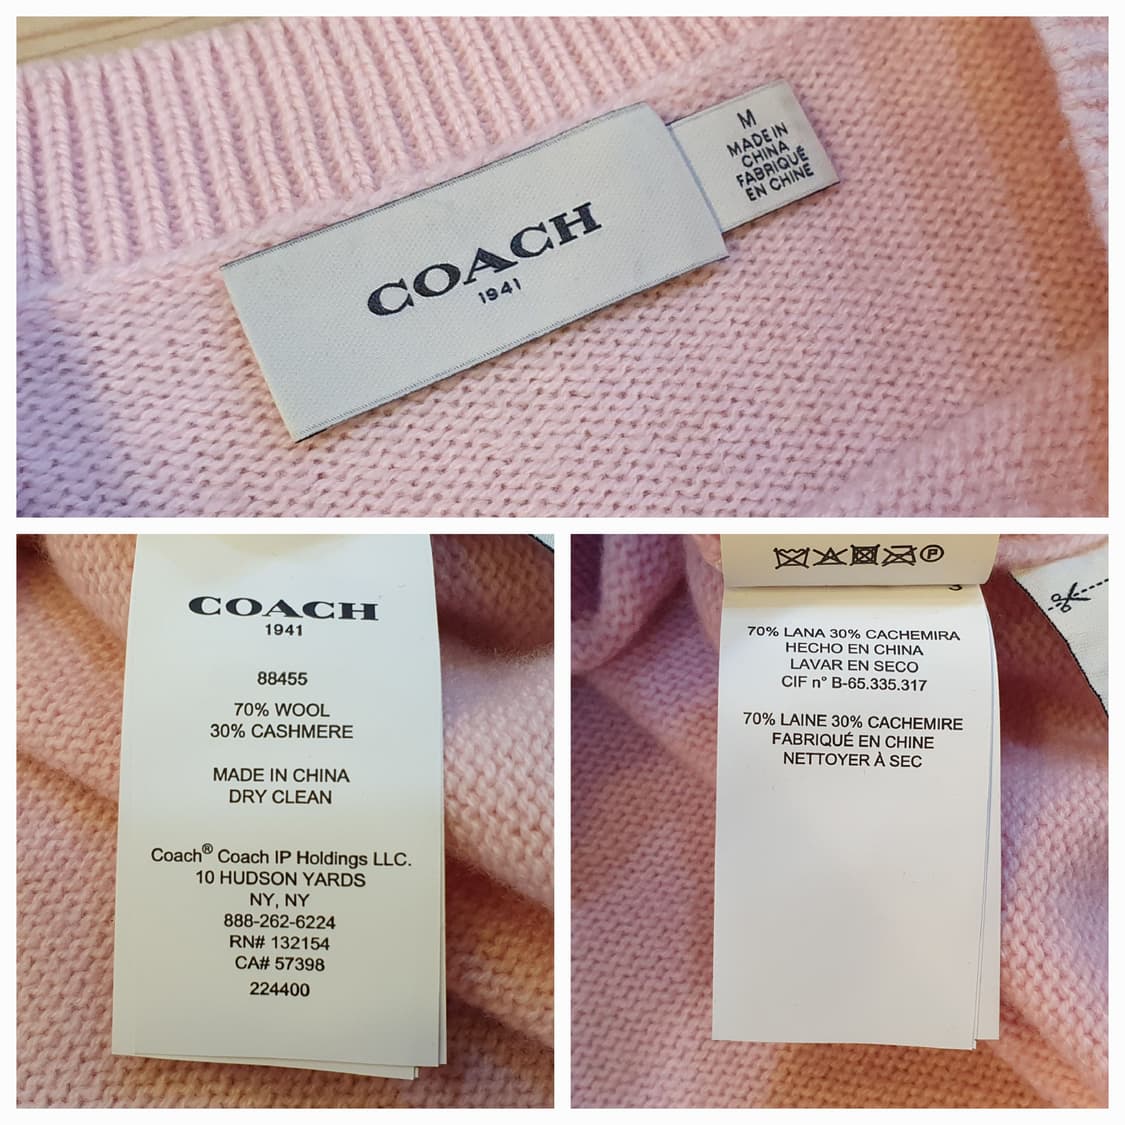 COACH
1941
M
MADE IN
CHINA
FABRIQUÉ
EN CHINE
COACH
1941
88455
70% WOOL
30% CASHMERE
MADE IN CHINA
DRY CLEAN
Coach® Coach IP Holdings LLC.
10 HUDSON YARDS
NY, NY
888-262-6224
RN# 132154
CA# 57398
224400
70% LANA 30% CACHEMIRA
HECHO EN CHINA
LAVAR EN SECO
CIF n° B-65.335.317
70% LAINE 30% CACHEMIRE
FABRIQUÉ EN CHINE
NETTOYER À SEC